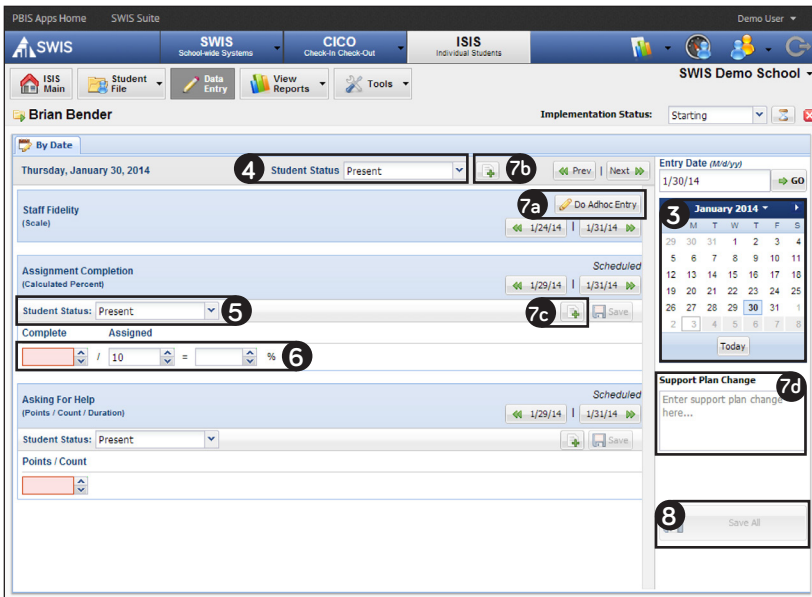 PBIS Apps Home SWIS Suite Demo User
SWIS SWIS CICO ISIS
School-wide Systems Check-In Check-Out Individual Students
ISIS Main Student File Data Entry View Reports Tools SWIS Demo School
Brian Bender Implementation Status: Starting
By Date
Thursday, January 30, 2014 4 Student Status Present 7b Prev | Next
Entry Date (M/d/yy)
1/30/14 GO
Staff Fidelity 7a Do Adhoc Entry
(Scale) 1/24/14 | 1/31/14
3 January 2014
M T W T F S
29 30 31 1 2 3 4
5 6 7 8 9 10 11
12 13 14 15 16 17 18
19 20 21 22 23 24 25
26 27 28 29 30 31 1
2 3 4 5 6 7 8
Today
Assignment Completion Scheduled
(Calculated Percent) 1/29/14 | 1/31/14
Student Status: Present 5 7c Save
Complete Assigned
/ 10 = % 6
Support Plan Change 7d
Enter support plan change
here...
Asking For Help Scheduled
(Points / Count / Duration) 1/29/14 | 1/31/14
Student Status: Present Save
Points / Count
8 Save All